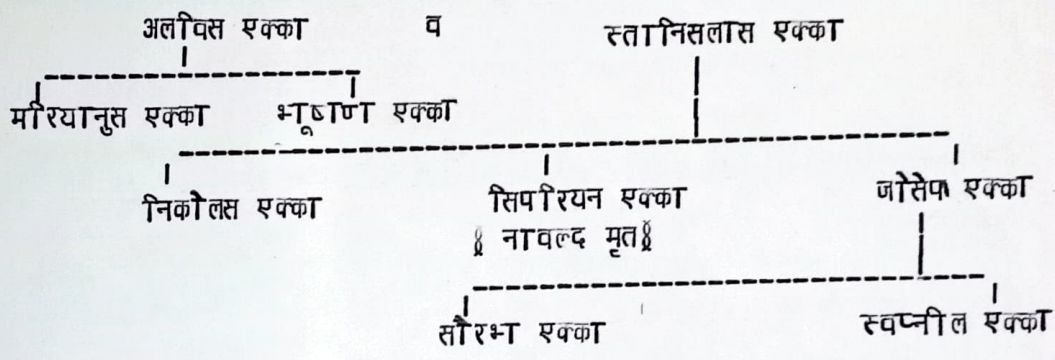 अलविस एक्का व स्तानिसलास एक्का
मरियानुस एक्का भूषण एक्का
निकोलस एक्का सिपरियन एक्का जोसेफ एक्का
( नावल्द मृत )
सौरभ एक्का स्वप्नील एक्का